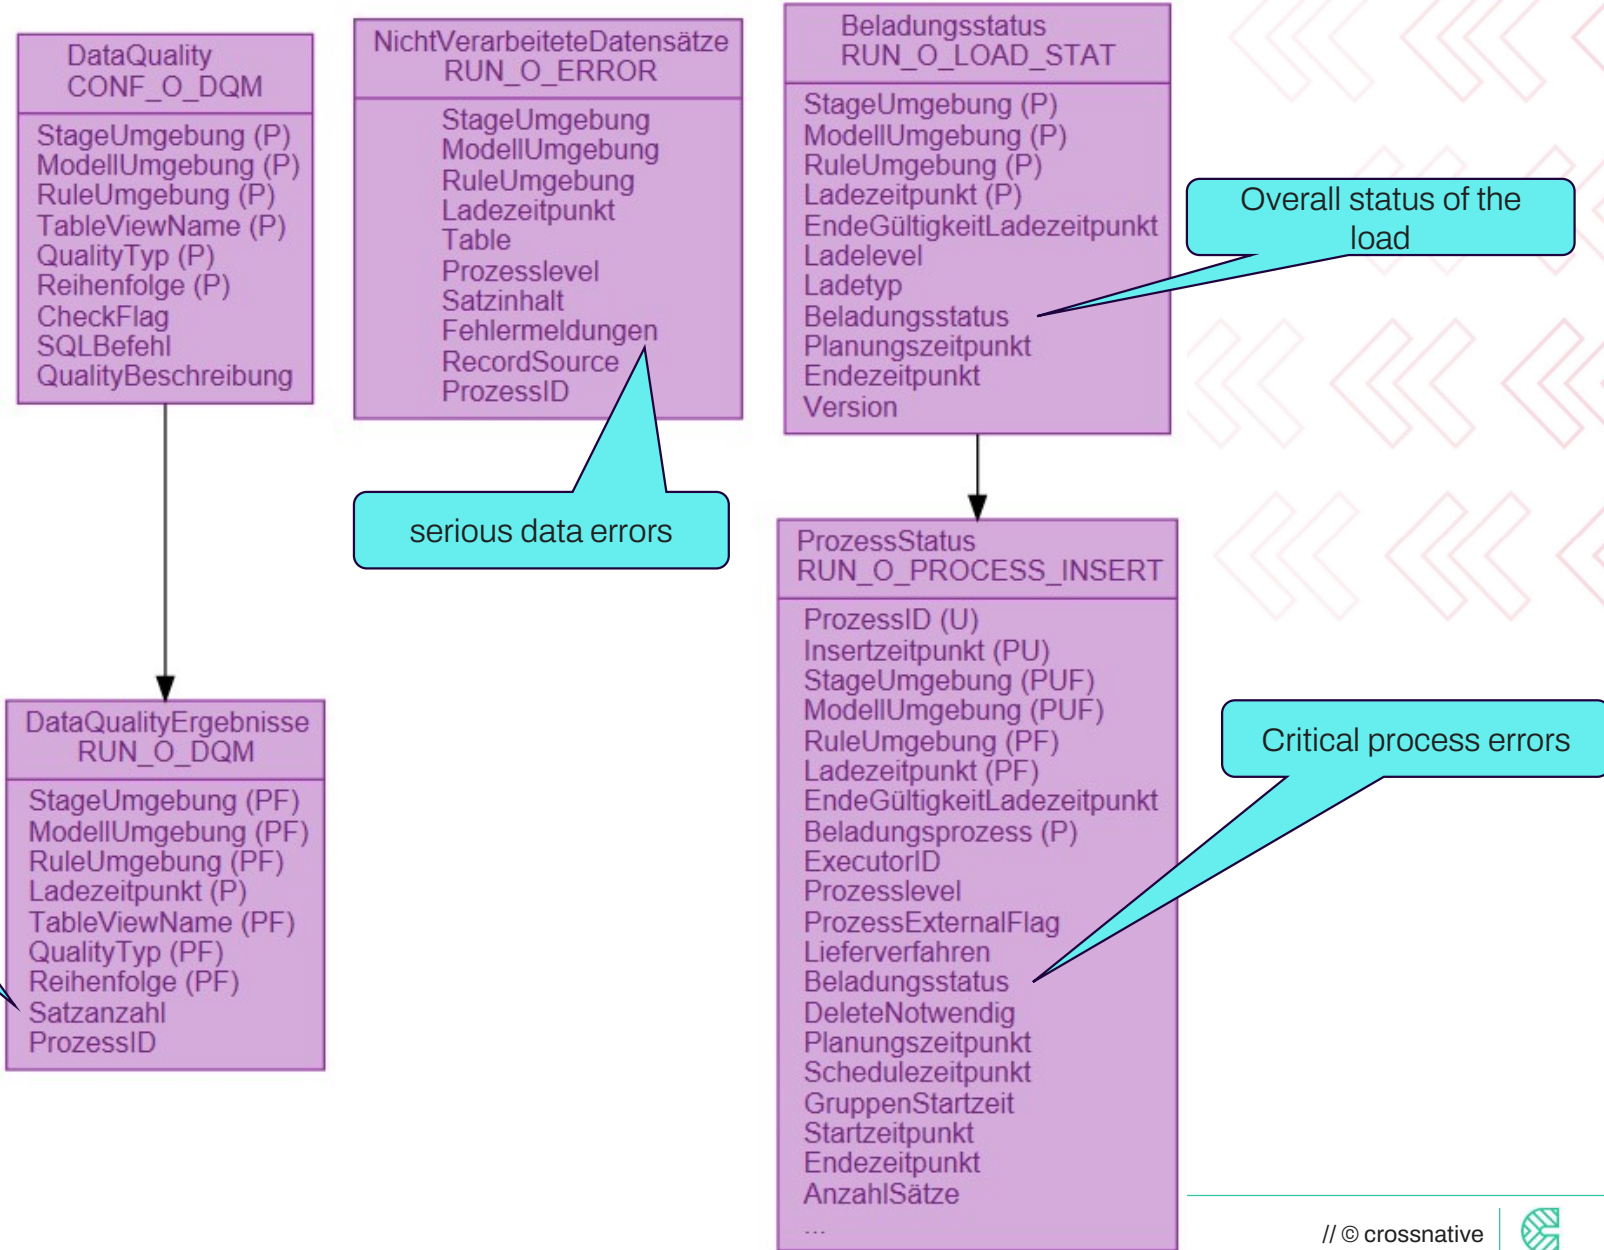 DataQuality
CONF_O_DQM
StageUmgebung (P)
ModellUmgebung (P)
RuleUmgebung (P)
TableViewName (P)
QualityTyp (P)
Reihenfolge (P)
CheckFlag
SQLBefehl
QualityBeschreibung
NichtVerarbeiteteDatensätze
RUN_O_ERROR
StageUmgebung
ModellUmgebung
RuleUmgebung
Ladezeitpunkt
Table
Prozesslevel
Satzinhalt
Fehlermeldungen
RecordSource
ProzessID
serious data errors
Beladungsstatus
RUN_O_LOAD_STAT
StageUmgebung (P)
ModellUmgebung (P)
RuleUmgebung (P)
Ladezeitpunkt (P)
EndeGültigkeitLadezeitpunkt
Ladelevel
Ladetyp
Beladungsstatus
Planungszeitpunkt
Endezeitpunkt
Version
Overall status of the
load
DataQualityErgebnisse
RUN_O_DQM
StageUmgebung (PF)
ModellUmgebung (PF)
RuleUmgebung (PF)
Ladezeitpunkt (P)
TableViewName (PF)
QualityTyp (PF)
Reihenfolge (PF)
Satzanzahl
ProzessID
ProzessStatus
RUN_O_PROCESS_INSERT
ProzessID (U)
Insertzeitpunkt (PU)
StageUmgebung (PUF)
ModellUmgebung (PUF)
RuleUmgebung (PF)
Ladezeitpunkt (PF)
EndeGültigkeitLadezeitpunkt
Beladungsprozess (P)
ExecutorID
Prozesslevel
ProzessExternalFlag
Lieferverfahren
Beladungsstatus
DeleteNotwendig
Planungszeitpunkt
Schedulezeitpunkt
GruppenStartzeit
Startzeitpunkt
Endezeitpunkt
AnzahlSätze
...
Critical process errors
// © crossnative